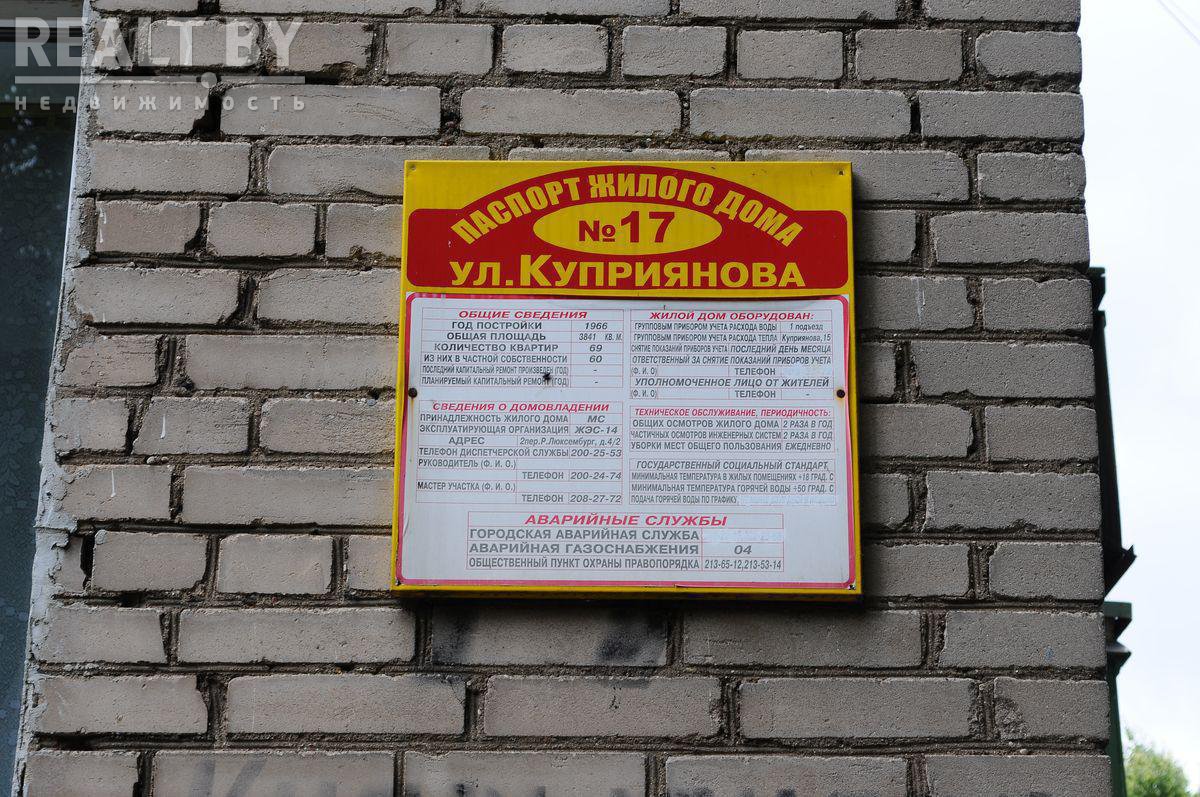 REALT.BY
недвижимость
ПАСПОРТ ЖИЛОГО ДОМА
№17
УЛ.КУПРИЯНОВА
ОБЩИЕ СВЕДЕНИЯ
ГОД ПОСТРОЙКИ 1966
ОБЩАЯ ПЛОЩАДЬ 3841 КВ.М.
КОЛИЧЕСТВО КВАРТИР 69
ИЗ НИХ В ЧАСТНОЙ СОБСТВЕННОСТИ 60
ПОСЛЕДНИЙ КАПИТАЛЬНЫЙ РЕМОНТ ПРОИЗВЕДЕН (ГОД) -
ПЛАНИРУЕМЫЙ КАПИТАЛЬНЫЙ РЕМОНТ (ГОД) -
СВЕДЕНИЯ О ДОМОВЛАДЕНИИ
ПРИНАДЛЕЖНОСТЬ ЖИЛОГО ДОМА МС
ЭКСПЛУАТИРУЮЩАЯ ОРГАНИЗАЦИЯ ЖЭС-14
АДРЕС 2пер.Р.Люксембург, д.4/2
ТЕЛЕФОН ДИСПЕТЧЕРСКОЙ СЛУЖБЫ 200-25-53
РУКОВОДИТЕЛЬ (Ф. И. О.)
ТЕЛЕФОН 200-24-74
МАСТЕР УЧАСТКА (Ф. И. О.)
ТЕЛЕФОН 208-27-72
ЖИЛОЙ ДОМ ОБОРУДОВАН:
ГРУППОВЫМ ПРИБОРОМ УЧЕТА РАСХОДА ВОДЫ 1 подъезд
ГРУППОВЫМ ПРИБОРОМ УЧЕТА РАСХОДА ТЕПЛА Куприянова,15
СНЯТИЕ ПОКАЗАНИЙ ПРИБОРОВ УЧЕТА ПОСЛЕДНИЙ ДЕНЬ МЕСЯЦА
ОТВЕТСТВЕННЫЙ ЗА СНЯТИЕ ПОКАЗАНИЙ ПРИБОРОВ УЧЕТА
(Ф. И. О) ТЕЛЕФОН
УПОЛНОМОЧЕННОЕ ЛИЦО ОТ ЖИТЕЛЕЙ
(Ф. И. О) - ТЕЛЕФОН -
ТЕХНИЧЕСКОЕ ОБСЛУЖИВАНИЕ, ПЕРИОДИЧНОСТЬ:
ОБЩИХ ОСМОТРОВ ЖИЛОГО ДОМА 2 РАЗА В ГОД
ЧАСТИЧНЫХ ОСМОТРОВ ИНЖЕНЕРНЫХ СИСТЕМ 2 РАЗА В ГОД
УБОРКИ МЕСТ ОБЩЕГО ПОЛЬЗОВАНИЯ ЕЖЕДНЕВНО
ГОСУДАРСТВЕННЫЙ СОЦИАЛЬНЫЙ СТАНДАРТ
МИНИМАЛЬНАЯ ТЕМПЕРАТУРА В ЖИЛЫХ ПОМЕЩЕНИЯХ +18 ГРАД. С
МИНИМАЛЬНАЯ ТЕМПЕРАТУРА ГОРЯЧЕЙ ВОДЫ +50 ГРАД. С
ПОДАЧА ГОРЯЧЕЙ ВОДЫ ПО ГРАФИКУ
АВАРИЙНЫЕ СЛУЖБЫ
ГОРОДСКАЯ АВАРИЙНАЯ СЛУЖБА
АВАРИЙНАЯ ГАЗОСНАБЖЕНИЯ 04
ОБЩЕСТВЕННЫЙ ПУНКТ ОХРАНЫ ПРАВОПОРЯДКА 213-65-12,213-53-14